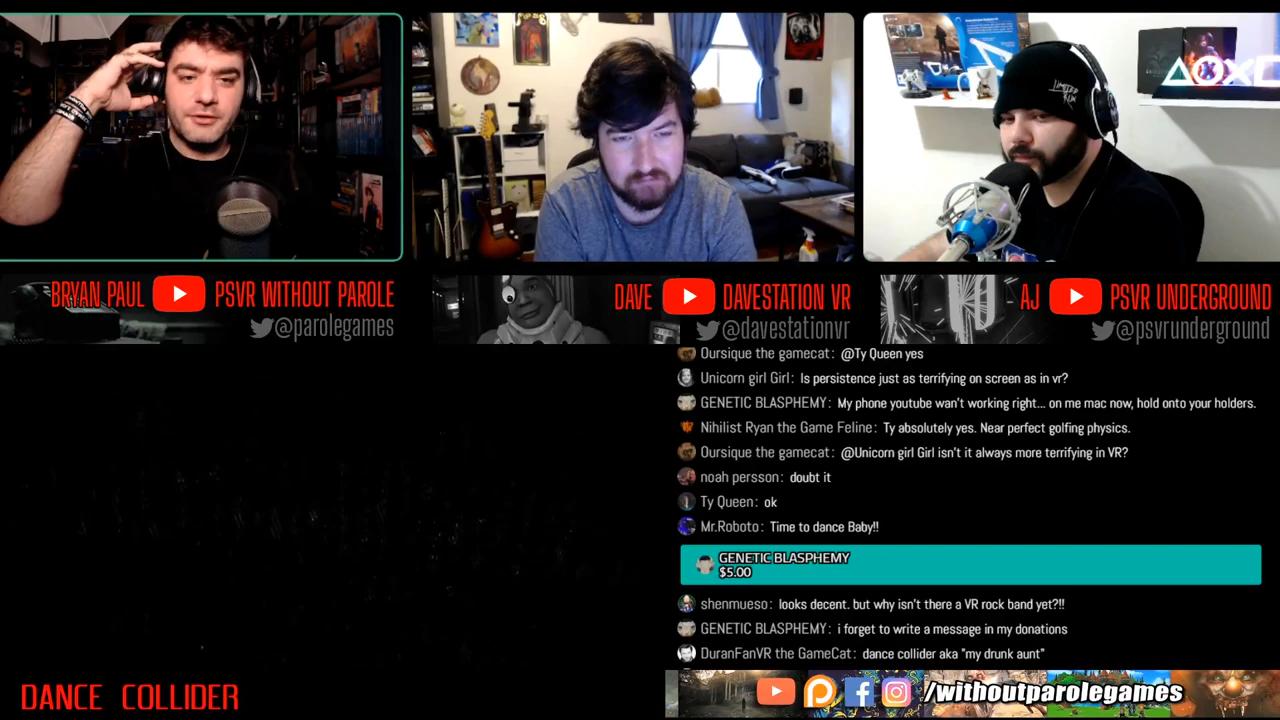 LIMITED RUN
BRYAN PAUL PSVR WITHOUT PAROLE
@parolegames
DAVE DAVESTATION VR
@davestationvr
AJ PSVR UNDERGROUND
@psvrunderground
Oursique the gamecat: @Ty Queen yes
Unicorn girl Girl: Is persistence just as terrifying on screen as in vr?
GENETIC BLASPHEMY: My phone youtube wan't working right... on me mac now, hold onto your holders.
Nihilist Ryan the Game Feline: Ty absolutely yes. Near perfect golfing physics.
Oursique the gamecat: @Unicorn girl Girl isn't it always more terrifying in VR?
noah persson: doubt it
Ty Queen: ok
Mr.Roboto: Time to dance Baby!!
GENETIC BLASPHEMY
$5.00
shenmueso: looks decent. but why isn't there a VR rock band yet?!!
GENETIC BLASPHEMY: i forget to write a message in my donations
DuranFanVR the GameCat: dance collider aka "my drunk aunt"
DANCE COLLIDER
/withoutparolegames